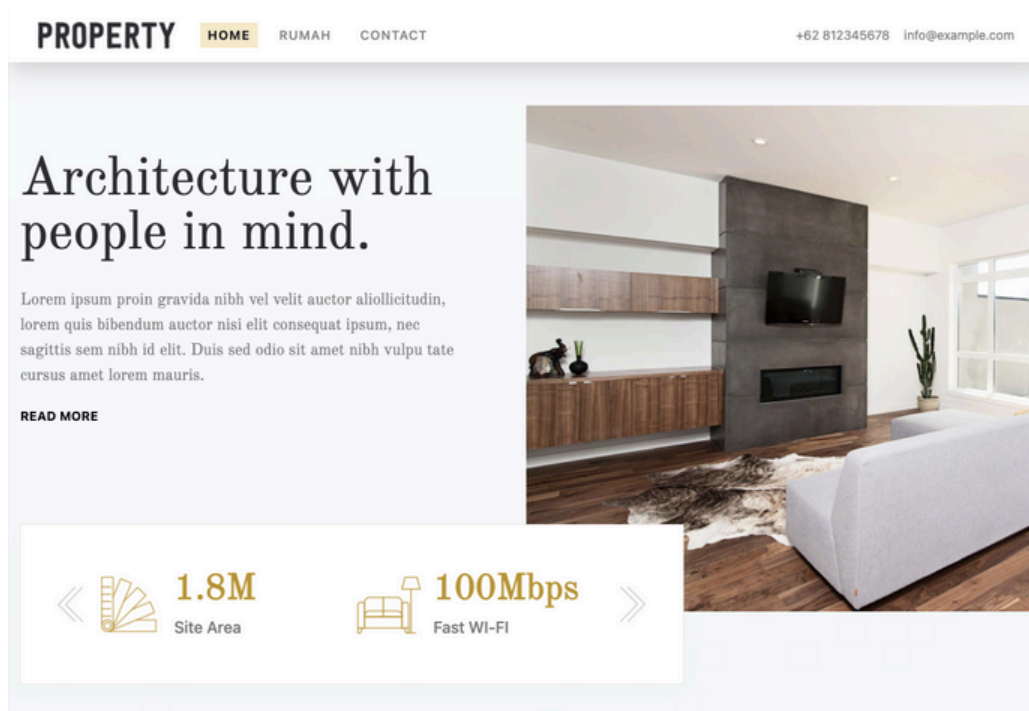 PROPERTY HOME RUMAH CONTACT +62 812345678 info@example.com
Architecture with
people in mind.
Lorem ipsum proin gravida nibh vel velit auctor aliollicitudin,
lorem quis bibendum auctor nisi elit consequat ipsum, nec
sagittis sem nibh id elit. Duis sed odio sit amet nibh vulpu tate
cursus amet lorem mauris.
READ MORE
1.8M
Site Area
100Mbps
Fast WI-FI